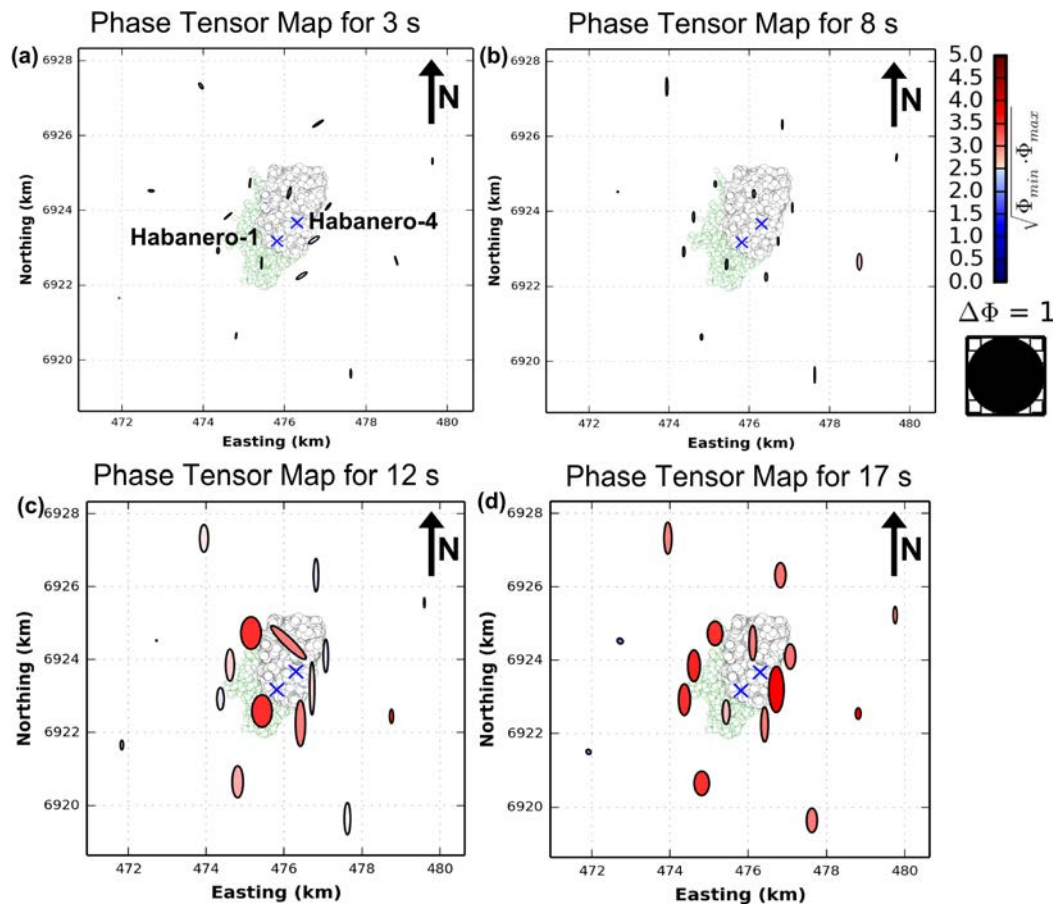 Phase Tensor Map for 3 s
Phase Tensor Map for 8 s
(a)
(b)
N
N
6928
6926
6924
6922
6920
Northing (km)
Habanero-1
Habanero-4
472
474
476
478
480
Easting (km)
6928
6926
6924
6922
6920
Northing (km)
472
474
476
478
480
Easting (km)
5.0
4.5
4.0
3.5
3.0
2.5
2.0
1.5
1.0
0.5
0.0
√Φmin·Φmax
ΔΦ = 1
Phase Tensor Map for 12 s
Phase Tensor Map for 17 s
(c)
(d)
N
N
6928
6926
6924
6922
6920
Northing (km)
472
474
476
478
480
Easting (km)
6928
6926
6924
6922
6920
Northing (km)
472
474
476
478
480
Easting (km)